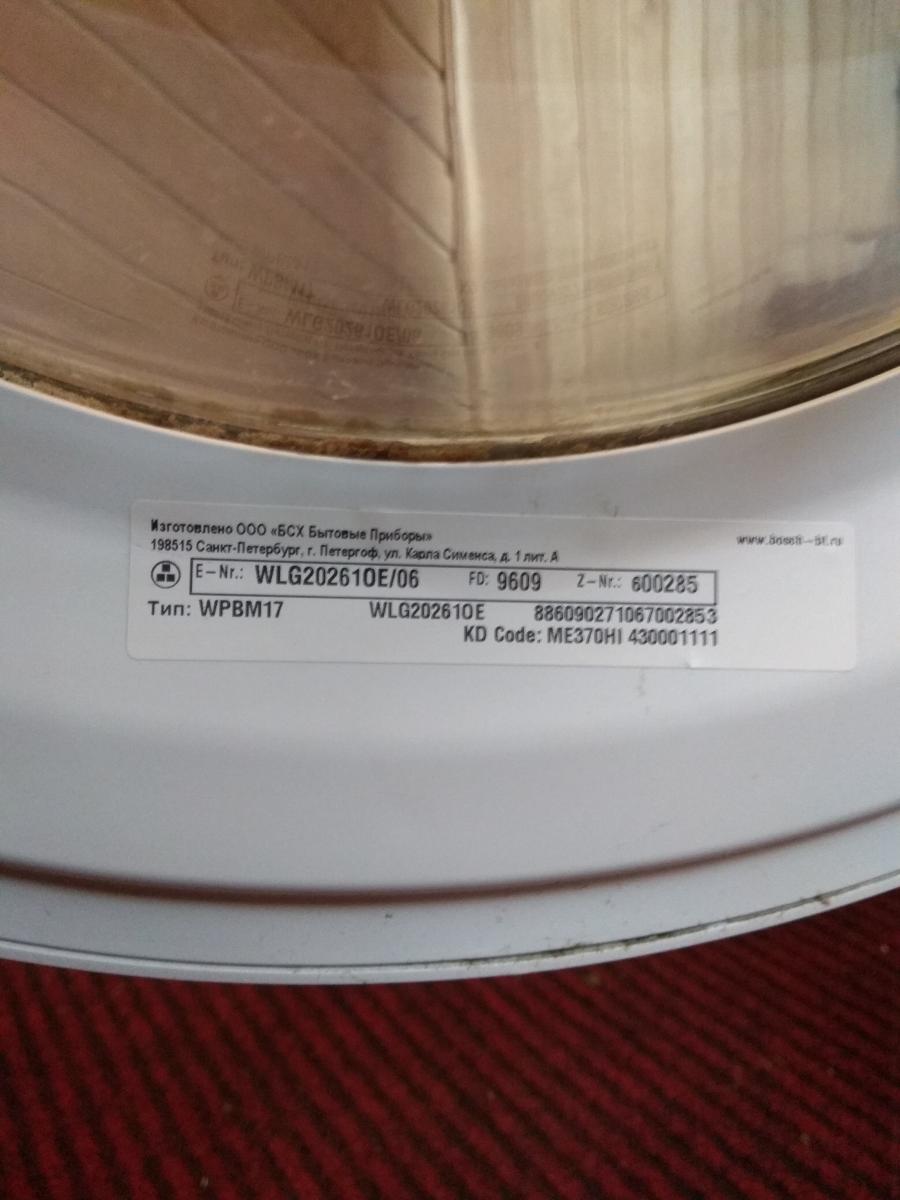 Изготовлено ООО «БСХ Бытовые Приборы»
198515 Санкт-Петербург, г. Петергоф, ул. Карла Сименса, д. 1 лит. А
E-Nr.: WLG20261OE/06 FD: 9609 Z-Nr.: 600285
Тип: WPBM17 WLG20261OE 886090271067002853
KD Code: ME370HI 430001111